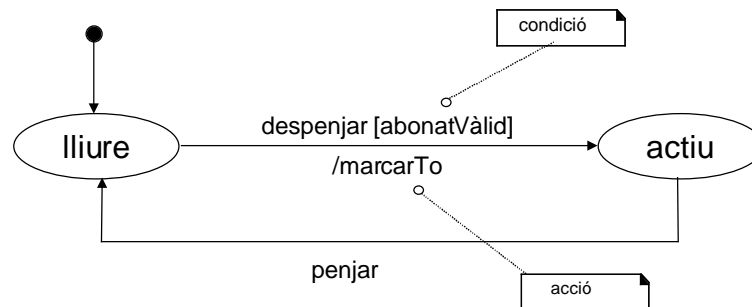 condició
despenjar [abonatVàlid]
lliure
actiu
/marcarTo
penjar
acció